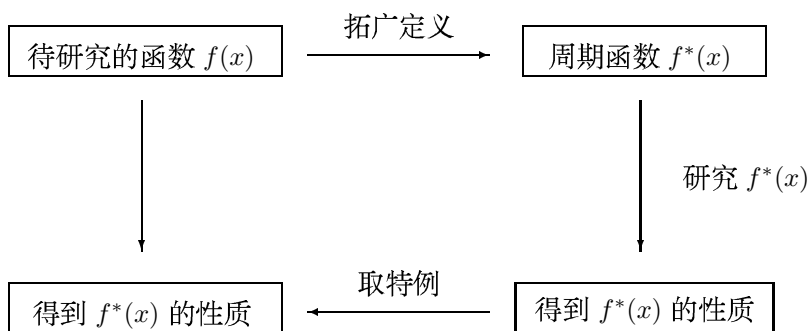 待研究的函数 f(x)
拓广定义
周期函数 f*(x)
研究 f*(x)
得到 f*(x) 的性质
取特例
得到 f*(x) 的性质